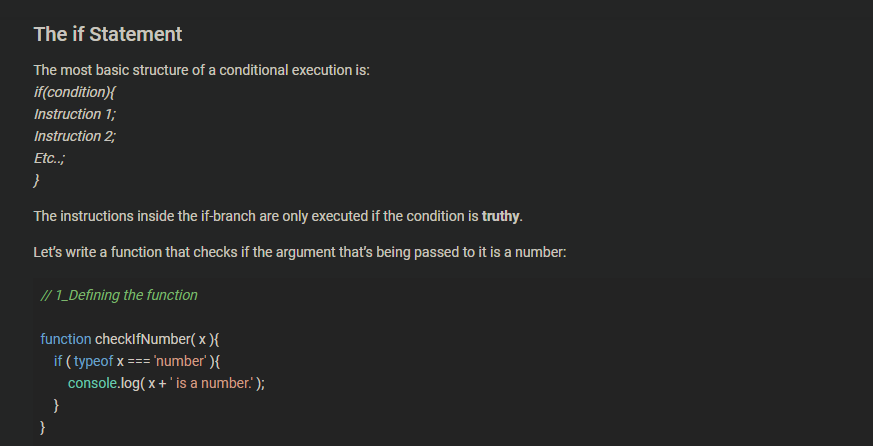 The if Statement
The most basic structure of a conditional execution is:
if(condition){
Instruction 1;
Instruction 2;
Etc..;
}
The instructions inside the if-branch are only executed if the condition is truthy.
Let's write a function that checks if the argument that's being passed to it is a number:
// 1_Defining the function
function checkIfNumber( x ){
if ( typeof x === 'number' ){
console.log( x + ' is a number.' );
}
}